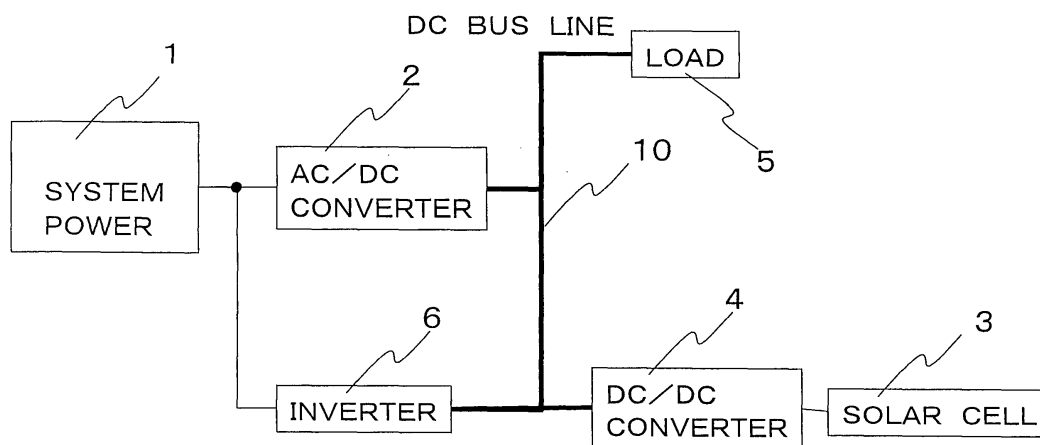 DC BUS LINE
1
2
LOAD
5
10
SYSTEM
POWER
AC/DC
CONVERTER
6
4
3
INVERTER
DC/DC
CONVERTER
SOLAR CELL